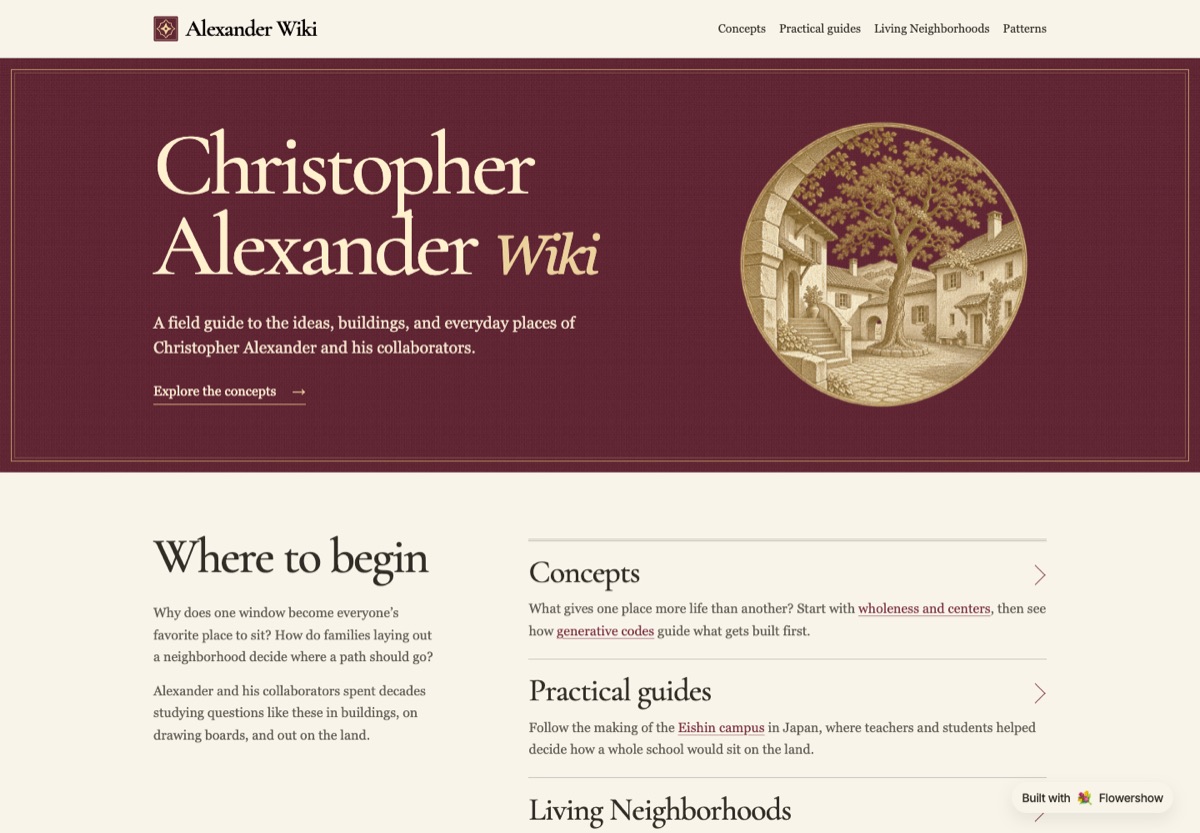 Alexander Wiki
Concepts
Practical guides
Living Neighborhoods
Patterns
Christopher
Alexander Wiki
A field guide to the ideas, buildings, and everyday places of
Christopher Alexander and his collaborators.
Explore the concepts →
Where to begin
Why does one window become everyone’s
favorite place to sit? How do families laying out
a neighborhood decide where a path should go?
Alexander and his collaborators spent decades
studying questions like these in buildings, on
drawing boards, and out on the land.
Concepts
What gives one place more life than another? Start with wholeness and centers, then see
how generative codes guide what gets built first.
Practical guides
Follow the making of the Eishin campus in Japan, where teachers and students helped
decide how a whole school would sit on the land.
Living Neighborhoods
Built with Flowershow